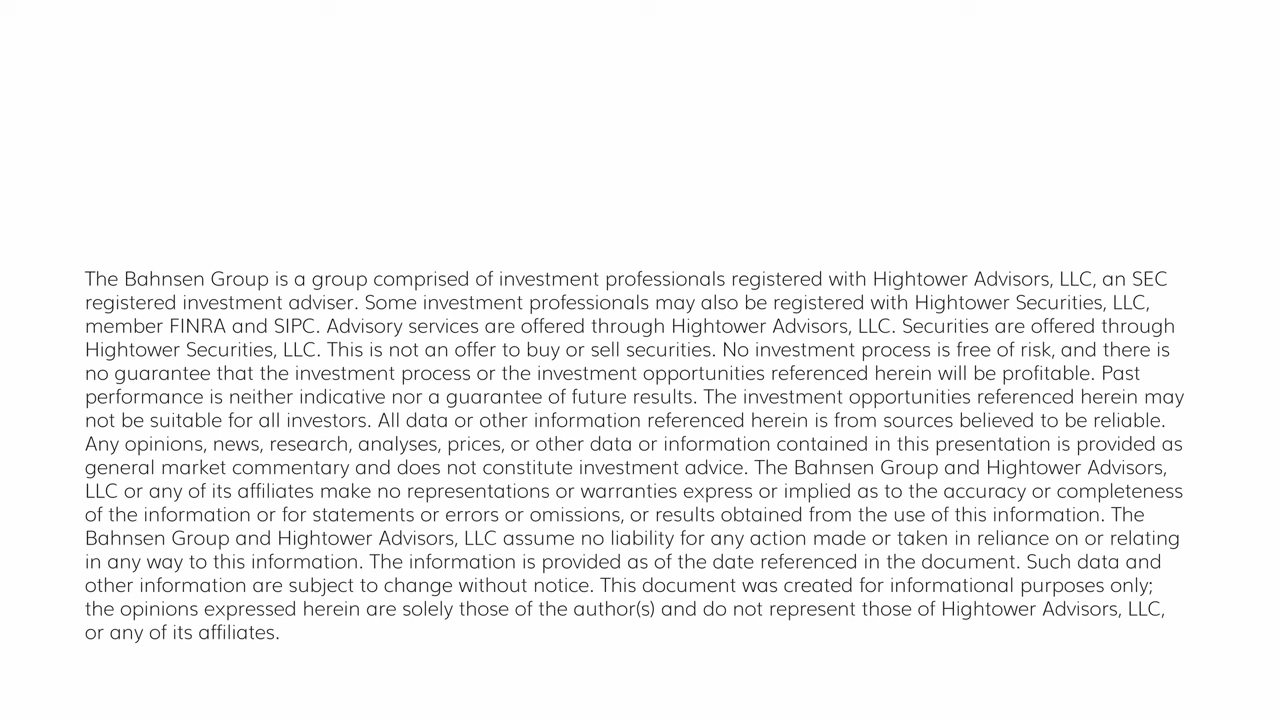 The Bahnsen Group is a group comprised of investment professionals registered with Hightower Advisors, LLC, an SEC
registered investment adviser. Some investment professionals may also be registered with Hightower Securities, LLC,
member FINRA and SIPC. Advisory services are offered through Hightower Advisors, LLC. Securities are offered through
Hightower Securities, LLC. This is not an offer to buy or sell securities. No investment process is free of risk, and there is
no guarantee that the investment process or the investment opportunities referenced herein will be profitable. Past
performance is neither indicative nor a guarantee of future results. The investment opportunities referenced herein may
not be suitable for all investors. All data or other information referenced herein is from sources believed to be reliable.
Any opinions, news, research, analyses, prices, or other data or information contained in this presentation is provided as
general market commentary and does not constitute investment advice. The Bahnsen Group and Hightower Advisors,
LLC or any of its affiliates make no representations or warranties express or implied as to the accuracy or completeness
of the information or for statements or errors or omissions, or results obtained from the use of this information. The
Bahnsen Group and Hightower Advisors, LLC assume no liability for any action made or taken in reliance on or relating
in any way to this information. The information is provided as of the date referenced in the document. Such data and
other information are subject to change without notice. This document was created for informational purposes only;
the opinions expressed herein are solely those of the author(s) and do not represent those of Hightower Advisors, LLC,
or any of its affiliates.